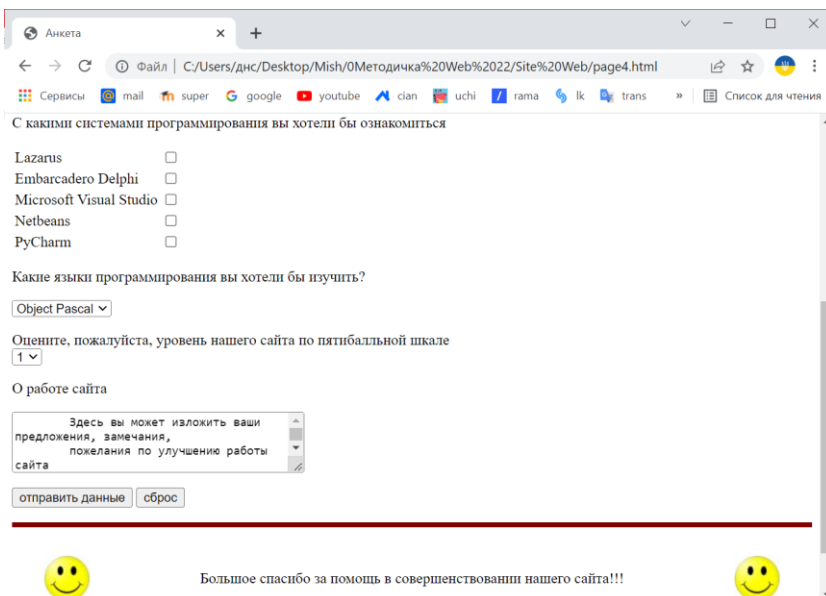 Анкета
Файл | C:/Users/днс/Desktop/Mish/0Методичка%20Web%2022/Site%20Web/page4.html
Сервисы mail super google youtube cian uchi rama lk trans » Список для чтения
С какими системами программирования вы хотели бы ознакомиться
Lazarus
Embarcadero Delphi
Microsoft Visual Studio
Netbeans
PyCharm
Какие языки программирования вы хотели бы изучить?
Object Pascal
Оцените, пожалуйста, уровень нашего сайта по пятибалльной шкале
1
О работе сайта
Здесь вы может изложить ваши
предложения, замечания,
пожелания по улучшению работы
сайта
отправить данные сброс
Большое спасибо за помощь в совершенствовании нашего сайта!!!